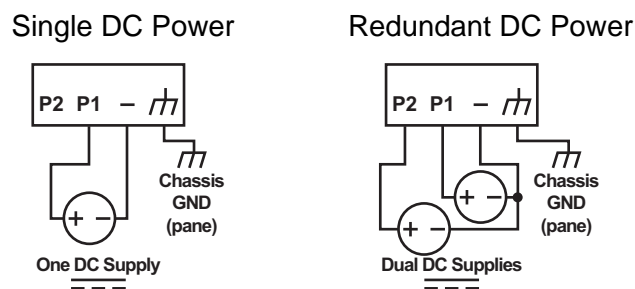 Single DC Power
P2 P1 –
+ –
Chassis
GND
(pane)
One DC Supply
Redundant DC Power
P2 P1 –
+ –
+ –
Chassis
GND
(pane)
Dual DC Supplies